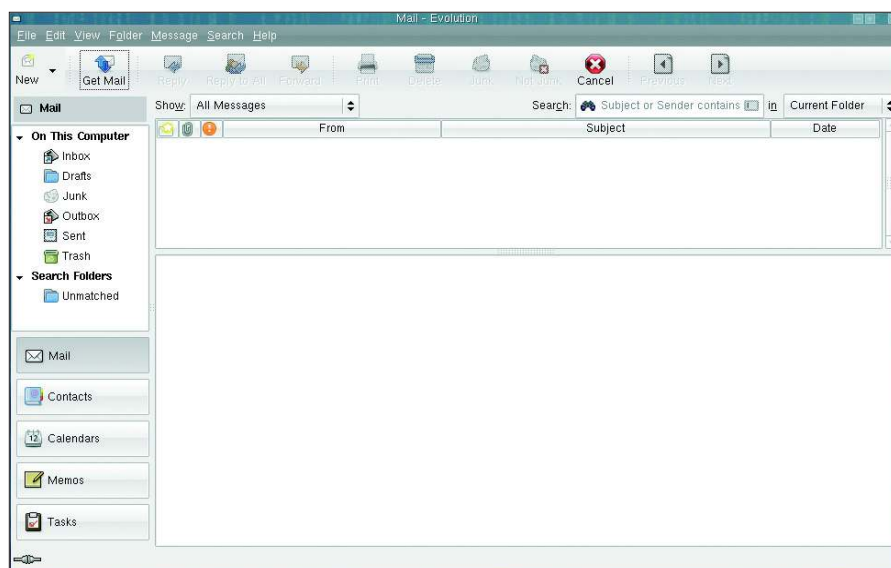 Mail - Evolution
File Edit View Folder Message Search Help
New Get Mail Reply Reply to All Forward Print Delete Junk Not Junk Cancel Previous Next
Mail Show: All Messages Search: Subject or Sender contains in Current Folder
From Subject Date
On This Computer
Inbox
Drafts
Junk
Outbox
Sent
Trash
Search Folders
Unmatched
Mail
Contacts
12 Calendars
Memos
Tasks